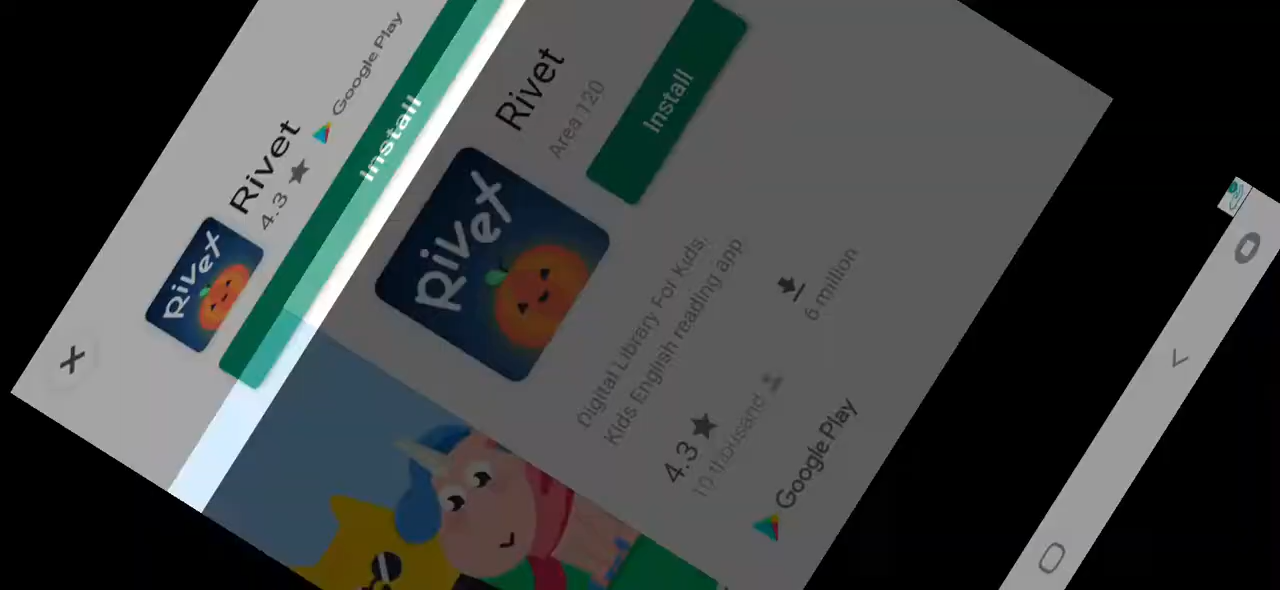 Rivet
4.3
Google Play
Rivet
Install
Rivet
Area 120
Install
Rivet
Digital Library For Kids,
Kids English reading app
4.3
10 thousand
6 million
Google Play